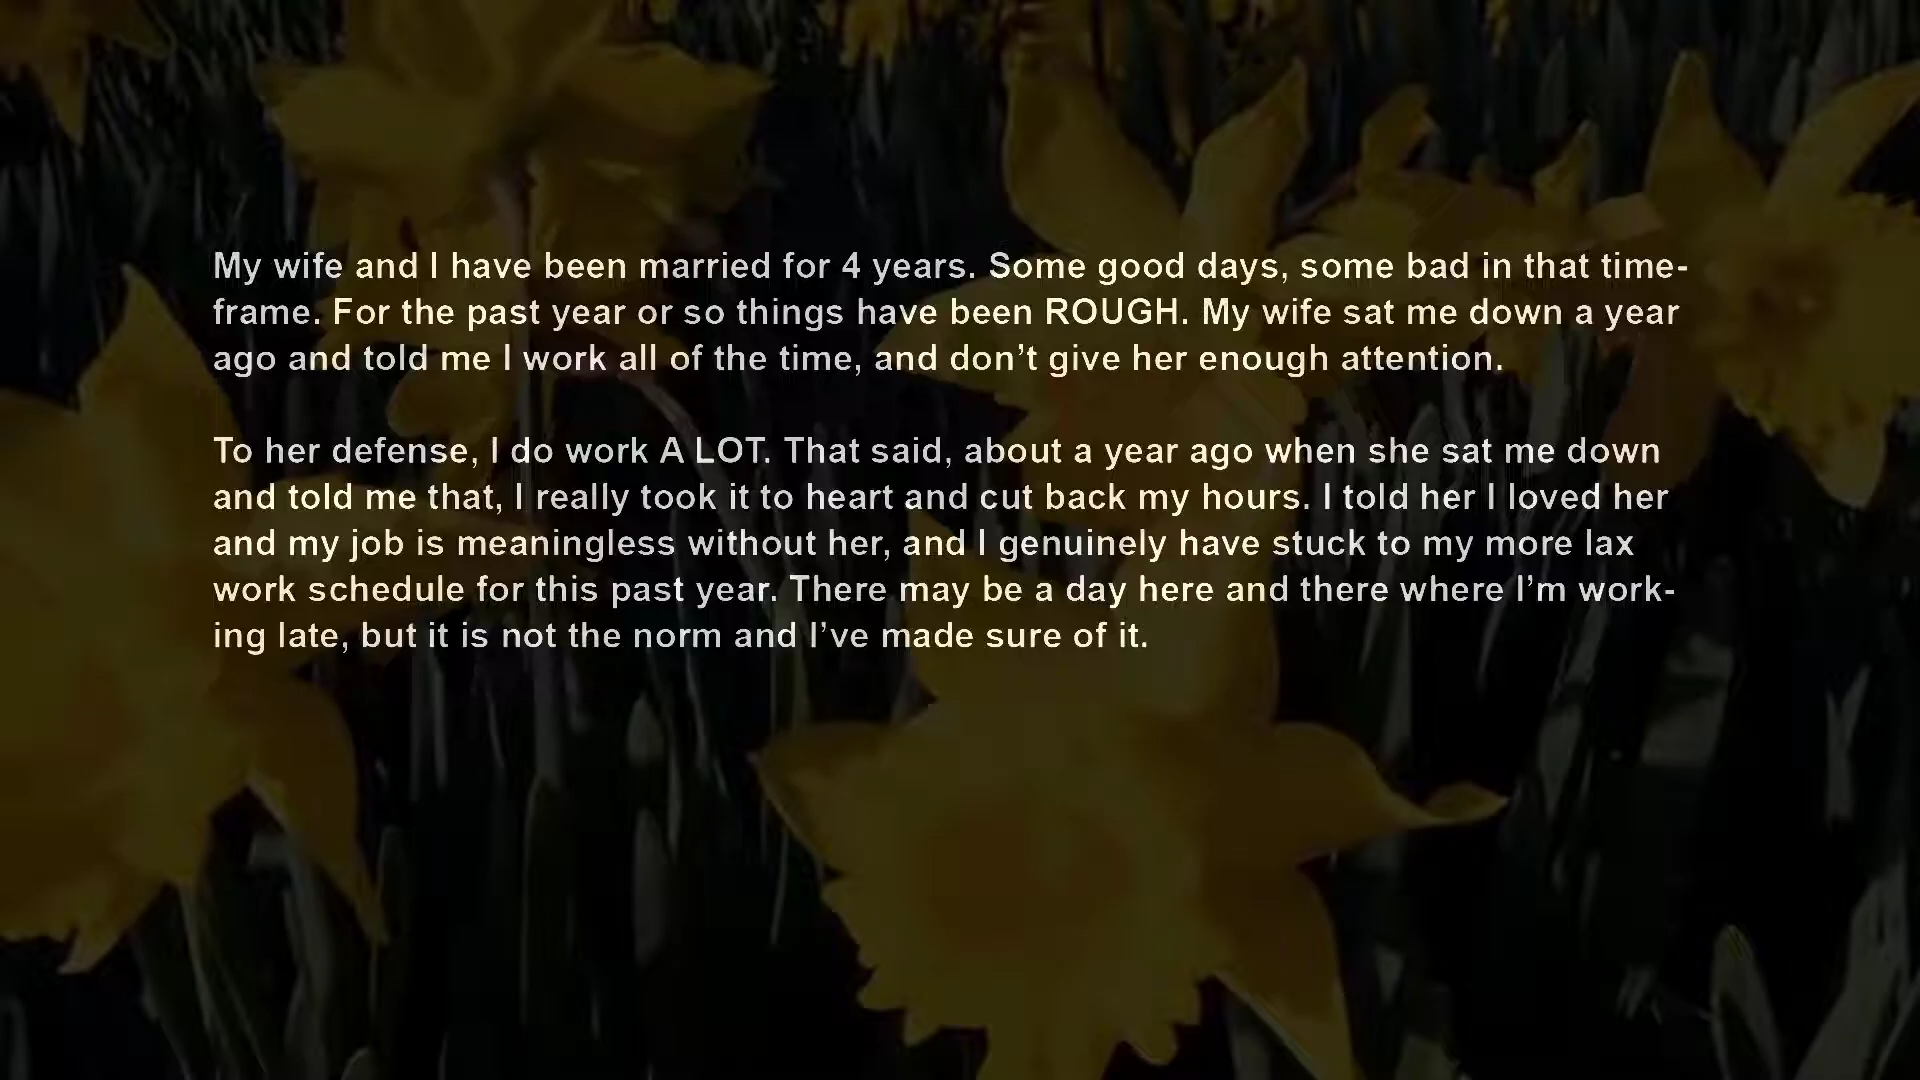 My wife and I have been married for 4 years. Some good days, some bad in that time-
frame. For the past year or so things have been ROUGH. My wife sat me down a year
ago and told me I work all of the time, and don’t give her enough attention.
To her defense, I do work A LOT. That said, about a year ago when she sat me down
and told me that, I really took it to heart and cut back my hours. I told her I loved her
and my job is meaningless without her, and I genuinely have stuck to my more lax
work schedule for this past year. There may be a day here and there where I’m work-
ing late, but it is not the norm and I’ve made sure of it.